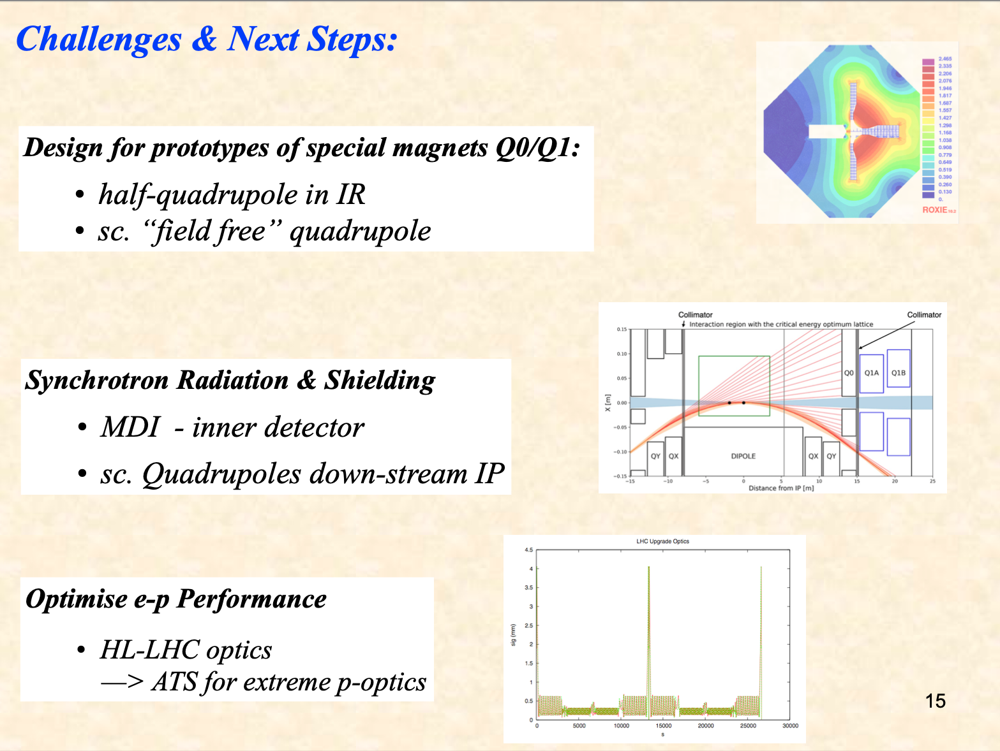 Challenges & Next Steps:
2.465
2.335
2.206
2.076
1.946
1.817
1.687
1.557
1.427
1.298
1.168
1.038
0.908
0.779
0.649
0.519
0.390
0.260
0.130
0.
ROXIE 10.2
Design for prototypes of special magnets Q0/Q1:
• half-quadrupole in IR
• sc. “field free” quadrupole
Collimator
Collimator
Interaction region with the critical energy optimum lattice
0.15
0.10
0.05
0.00
−0.05
−0.10
−0.15
X [m]
Q0
Q1A
Q1B
QY
QX
DIPOLE
QX
QY
−15
−10
−5
0
5
10
15
20
25
Distance from IP [m]
Synchrotron Radiation & Shielding
• MDI - inner detector
• sc. Quadrupoles down-stream IP
LHC Upgrade Optics
4.5
4
3.5
3
2.5
2
1.5
1
0.5
0
sig (mm)
0
5000
10000
15000
20000
25000
30000
s
Optimise e-p Performance
• HL-LHC optics
—> ATS for extreme p-optics
15